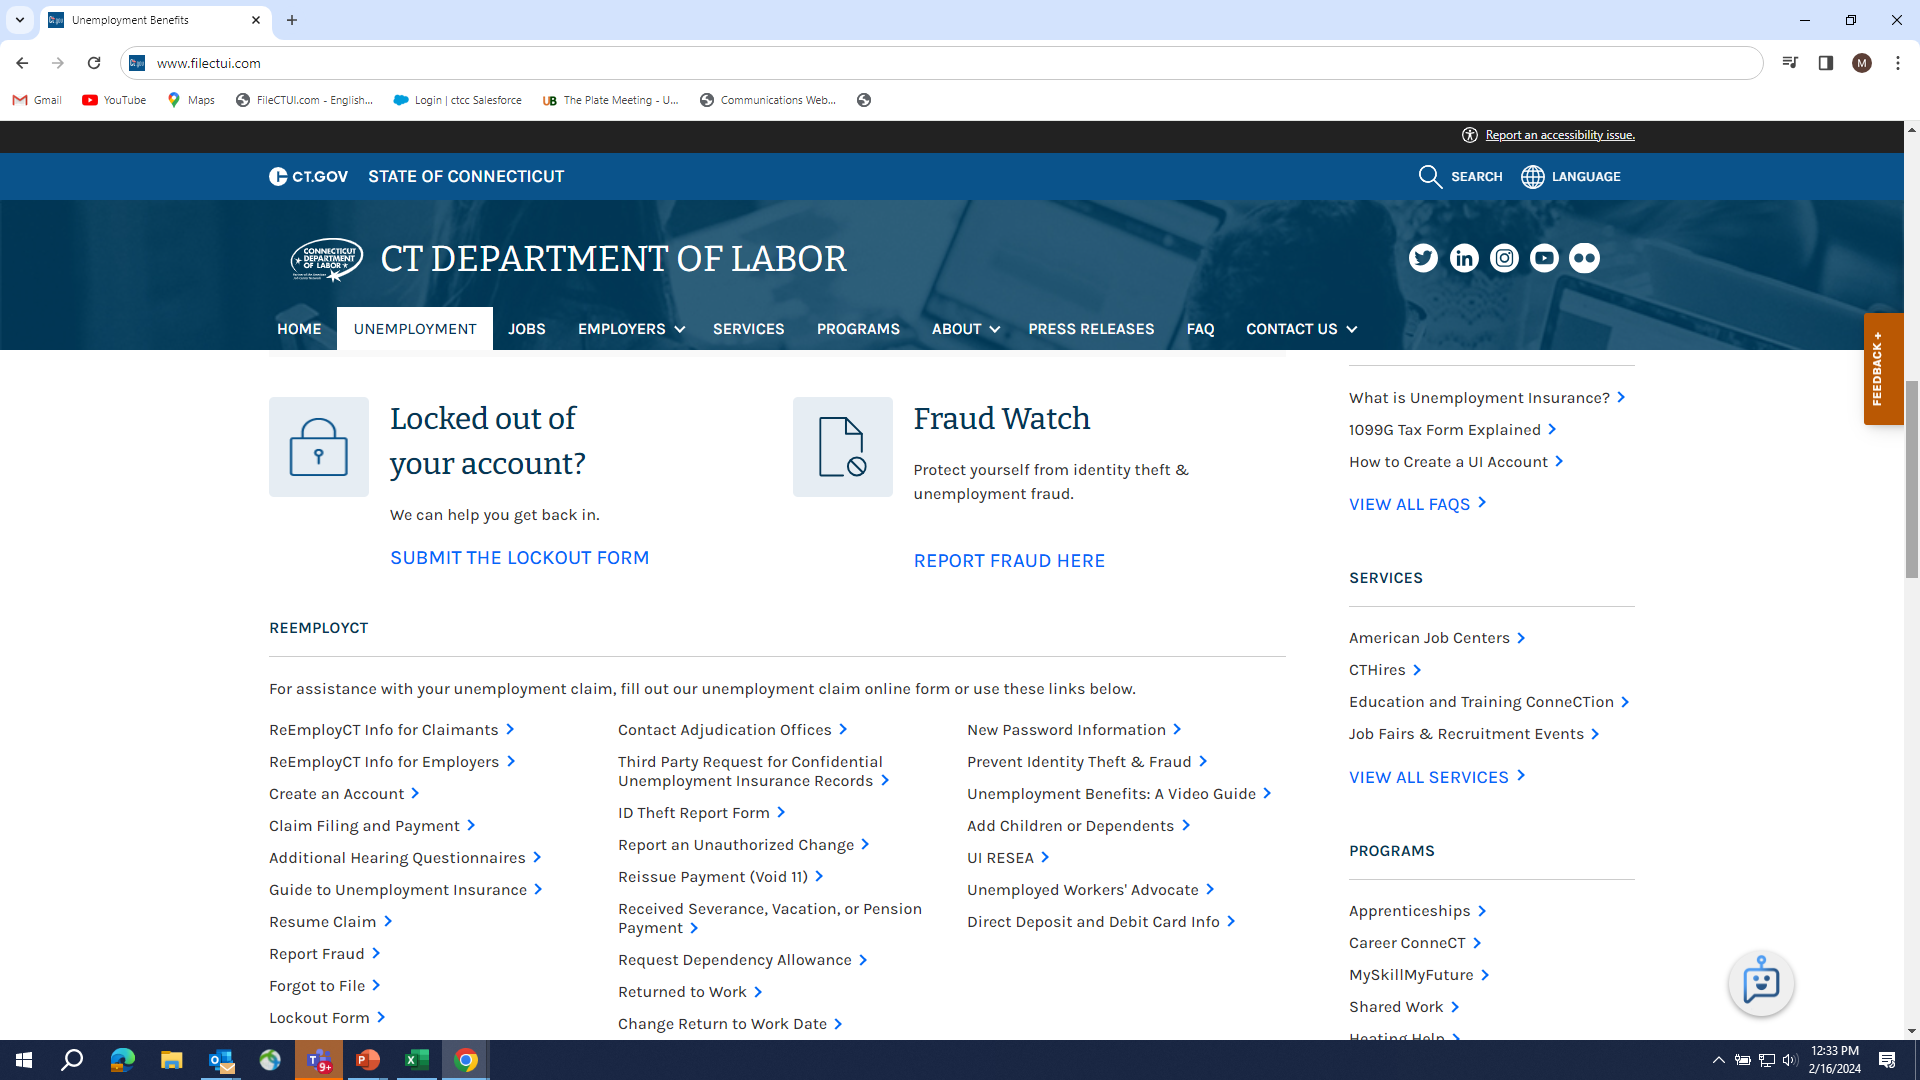 Unemployment Benefits
www.filectui.com
M
Gmail
YouTube
Maps
FileCTUI.com - English...
Login | ctcc Salesforce
UB The Plate Meeting - U...
Communications Web...
Report an accessibility issue.
CT.GOV
STATE OF CONNECTICUT
SEARCH
LANGUAGE
CONNECTICUT
DEPARTMENT
OF LABOR
CT DEPARTMENT OF LABOR
HOME
UNEMPLOYMENT
JOBS
EMPLOYERS
SERVICES
PROGRAMS
ABOUT
PRESS RELEASES
FAQ
CONTACT US
FEEDBACK +
Locked out of
your account?
We can help you get back in.
SUBMIT THE LOCKOUT FORM
Fraud Watch
Protect yourself from identity theft &
unemployment fraud.
REPORT FRAUD HERE
What is Unemployment Insurance?
1099G Tax Form Explained
How to Create a UI Account
VIEW ALL FAQS
REEMPLOYCT
For assistance with your unemployment claim, fill out our unemployment claim online form or use these links below.
ReEmployCT Info for Claimants
ReEmployCT Info for Employers
Create an Account
Claim Filing and Payment
Additional Hearing Questionnaires
Guide to Unemployment Insurance
Resume Claim
Report Fraud
Forgot to File
Lockout Form
Contact Adjudication Offices
Third Party Request for Confidential
Unemployment Insurance Records
ID Theft Report Form
Report an Unauthorized Change
Reissue Payment (Void 11)
Received Severance, Vacation, or Pension
Payment
Request Dependency Allowance
Returned to Work
Change Return to Work Date
New Password Information
Prevent Identity Theft & Fraud
Unemployment Benefits: A Video Guide
Add Children or Dependents
UI RESEA
Unemployed Workers' Advocate
Direct Deposit and Debit Card Info
SERVICES
American Job Centers
CTHires
Education and Training ConneCTion
Job Fairs & Recruitment Events
VIEW ALL SERVICES
PROGRAMS
Apprenticeships
Career ConneCT
MySkillMyFuture
Shared Work
Heating Help
9+
12:33 PM
2/16/2024